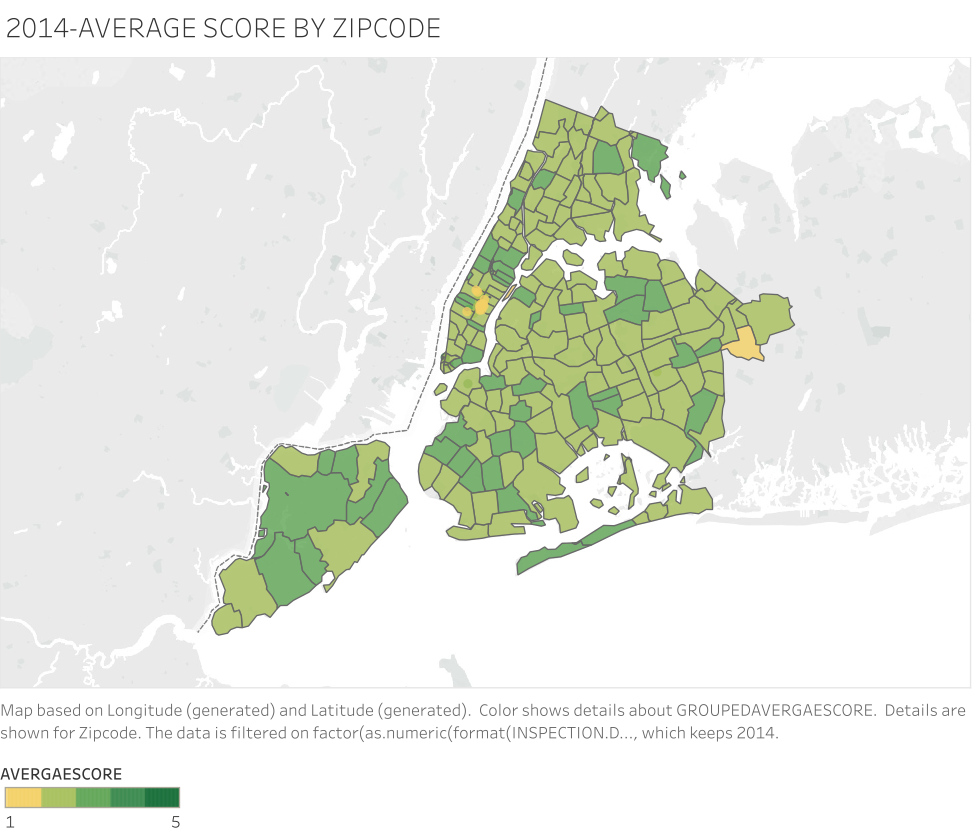 2014-AVERAGE SCORE BY ZIPCODE
Map based on Longitude (generated) and Latitude (generated).  Color shows details about GROUPEDAVERGAESCORE.  Details are
shown for Zipcode. The data is filtered on factor(as.numeric(format(INSPECTION.D..., which keeps 2014.
AVERGAESCORE
1 5